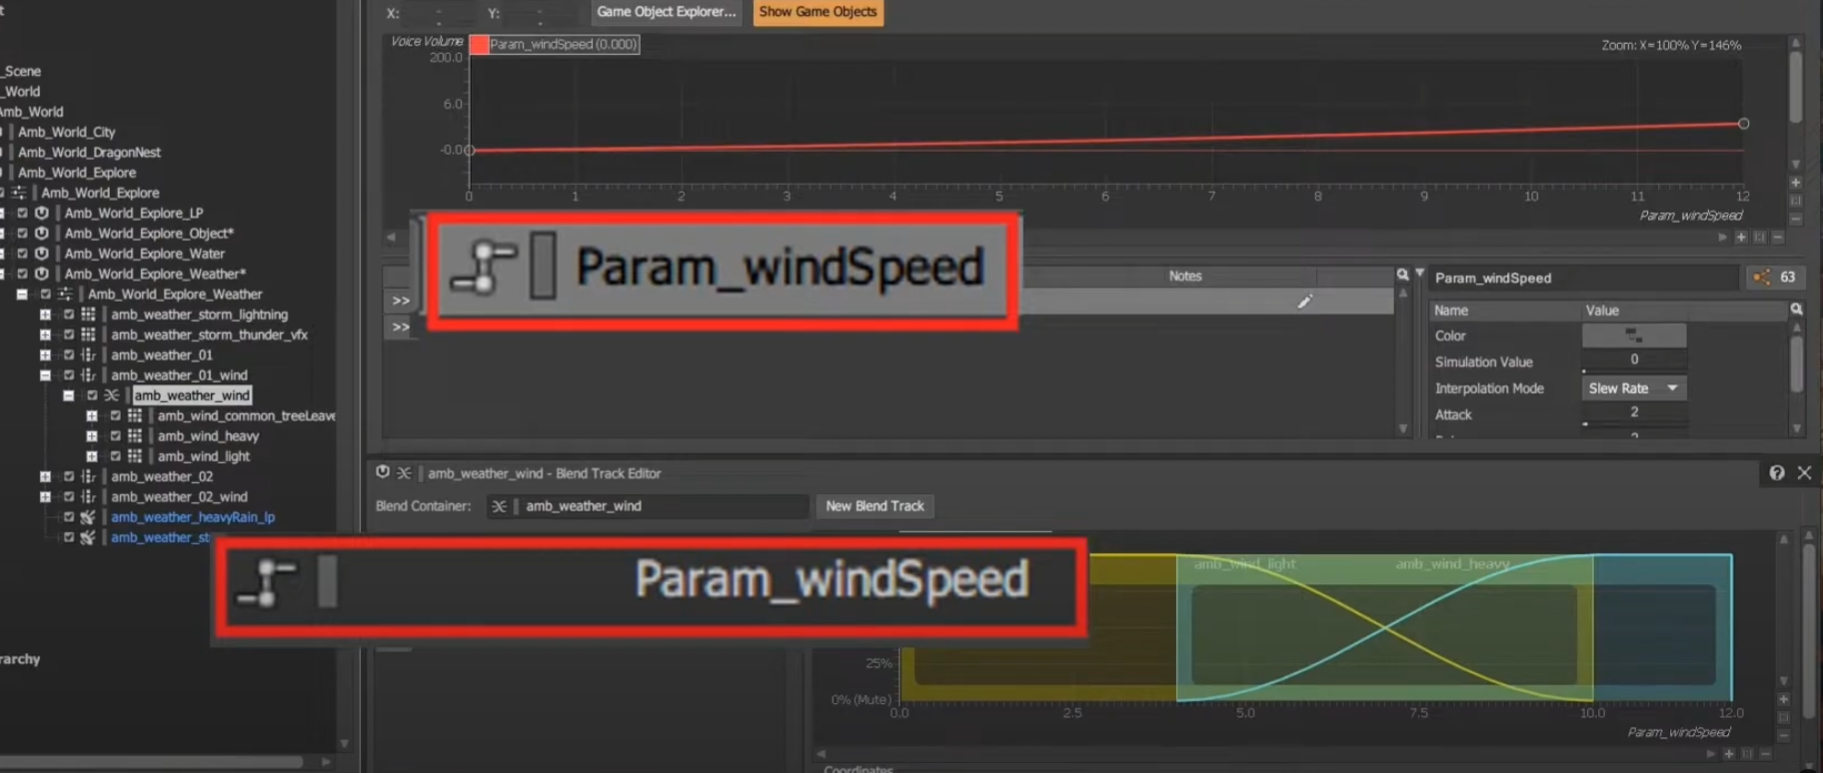 X:
Y:
Game Object Explorer...
Show Game Objects
Voice Volume
Param_windSpeed (0.000)
Zoom: X=100% Y=146%
200.0
6.0
-0.0
0 1 2 3 4 5 6 7 8 9 10 11 12
Param_windSpeed
_Scene
_World
Amb_World
Amb_World_City
Amb_World_DragonNest
Amb_World_Explore
Amb_World_Explore
Amb_World_Explore_LP
Amb_World_Explore_Object*
Amb_World_Explore_Water
Amb_World_Explore_Weather*
Amb_World_Explore_Weather
amb_weather_storm_lightning
amb_weather_storm_thunder_vfx
amb_weather_01
amb_weather_01_wind
amb_weather_wind
amb_wind_common_treeLeave
amb_wind_heavy
amb_wind_light
amb_weather_02
amb_weather_02_wind
amb_weather_heavyRain_lp
amb_weather_st
rarchy
Param_windSpeed
>>
>>
Notes
Param_windSpeed
63
Name Value
Color
Simulation Value 0
Interpolation Mode Slew Rate
Attack 2
amb_weather_wind - Blend Track Editor
Blend Container:
amb_weather_wind
New Blend Track
Param_windSpeed
amb_wind_light
amb_wind_heavy
25%
0% (Mute)
0.0 2.5 5.0 7.5 10.0 12.0
Param_windSpeed
Coordinates